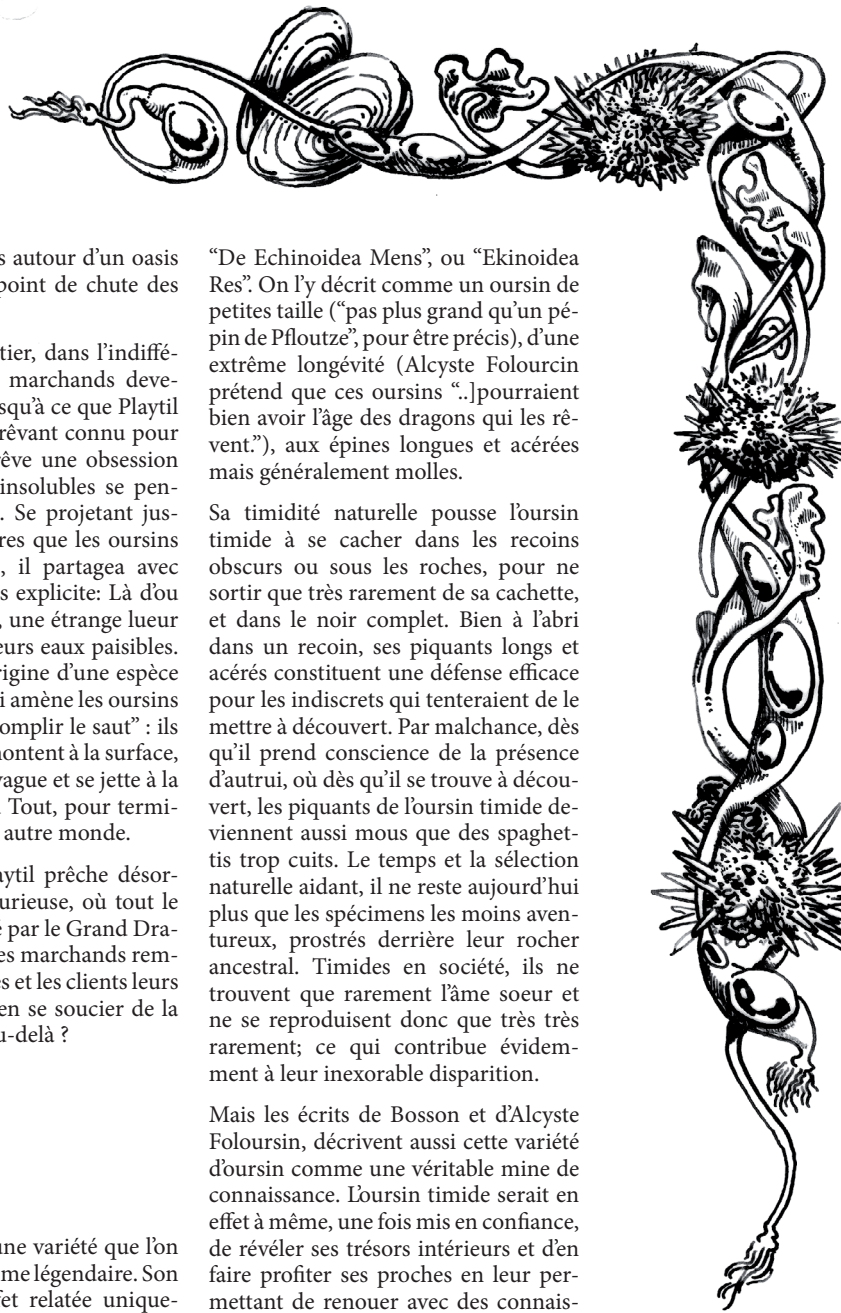 s autour d'un oasis
point de chute des
tier, dans l'indiffé-
marchands deve-
squ'à ce que Playtil
rêvant connu pour
rêve une obsession
insolubles se pen-
. Se projetant jus-
res que les oursins
, il partagea avec
s explicite: Là d'ou
, une étrange lueur
eurs eaux paisibles.
rigine d'une espèce
i amène les oursins
omplir le saut" : ils
nontent à la surface,
vague et se jette à la
. Tout, pour termi-
autre monde.
aytil prêche désor-
urieuse, où tout le
é par le Grand Dra-
es marchands rem-
es et les clients leurs
en se soucier de la
u-delà ?
une variété que l'on
me légendaire. Son
fet relatée unique-
“De Echinoidea Mens”, ou “Ekinoidea
Res”. On l'y décrit comme un oursin de
petites taille (“pas plus grand qu'un pé-
pin de Pfloutze”, pour être précis), d'une
extrême longévité (Alcyste Folourcin
prétend que ces oursins “..]pourraient
bien avoir l'âge des dragons qui les rê-
vent.”), aux épines longues et acérées
mais généralement molles.
Sa timidité naturelle pousse l'oursin
timide à se cacher dans les recoins
obscurs ou sous les roches, pour ne
sortir que très rarement de sa cachette,
et dans le noir complet. Bien à l'abri
dans un recoin, ses piquants longs et
acérés constituent une défense efficace
pour les indiscrets qui tenteraient de le
mettre à découvert. Par malchance, dès
qu'il prend conscience de la présence
d'autrui, où dès qu'il se trouve à décou-
vert, les piquants de l'oursin timide de-
viennent aussi mous que des spaghet-
tis trop cuits. Le temps et la sélection
naturelle aidant, il ne reste aujourd'hui
plus que les spécimens les moins aven-
tureux, prostrés derrière leur rocher
ancestral. Timides en société, ils ne
trouvent que rarement l'âme soeur et
ne se reproduisent donc que très très
rarement; ce qui contribue évidem-
ment à leur inexorable disparition.
Mais les écrits de Bosson et d'Alcyste
Foloursin, décrivent aussi cette variété
d'oursin comme une véritable mine de
connaissance. L'oursin timide serait en
effet à même, une fois mis en confiance,
de révéler ses trésors intérieurs et d'en
faire profiter ses proches en leur per-
mettant de renouer avec des connais-